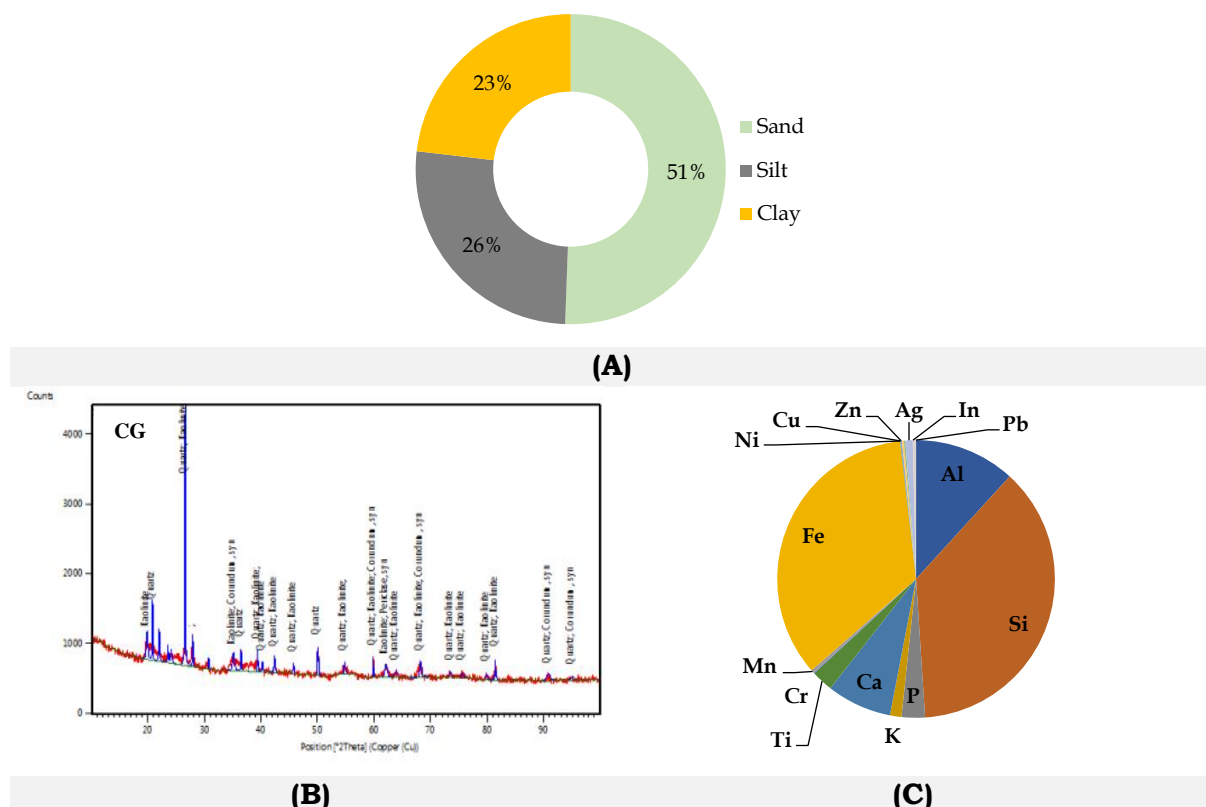 23%
Sand
51%
Silt
26%
Clay
(A)
Counts
CG
4000
3000
2000
1000
0
Kaolinite
Quartz
Quartz, Kaolinite
Kaolinite, Corundum, syn
Quartz
Quartz, Kaolinite,
Quartz, Kaolinite
Quartz, Kaolinite
Quartz, Kaolinite
Quartz
Quartz, Kaolinite,
Quartz, Kaolinite, Corundum, syn
Kaolinite, Periclase, syn
Quartz, Kaolinite
Quartz, Kaolinite, Corundum, syn
Quartz, Kaolinite
Quartz, Kaolinite
Quartz, Kaolinite
Quartz, Kaolinite
Quartz, Corundum, syn
Quartz, Corundum, syn
20 30 40 50 60 70 80 90
Position [°2Theta] (Copper (Cu))
(B)
Zn Ag In
Cu Pb
Ni
Al
Fe
Si
Mn
Cr Ca P
Ti K
(C)